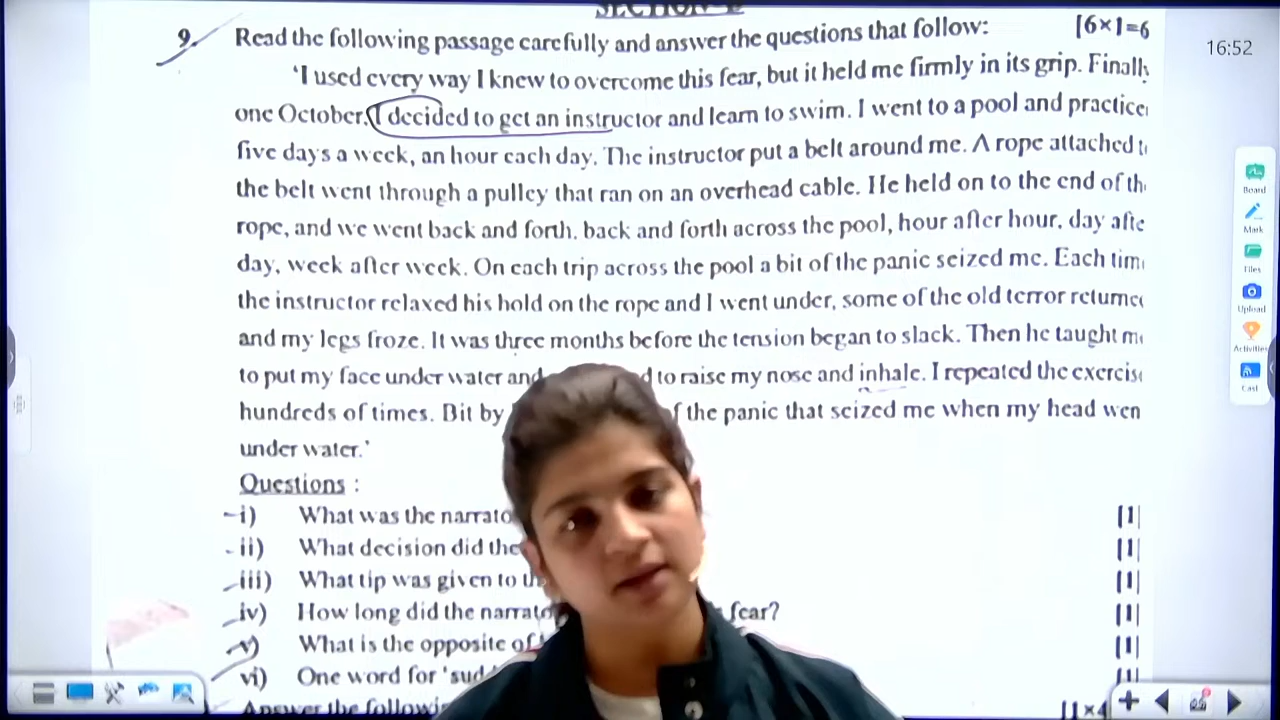 SECTION-B
9. Read the following passage carefully and answer the questions that follow: [6×1=6
16:52
'I used every way I knew to overcome this fear, but it held me firmly in its grip. Finally
one October, I decided to get an instructor and learn to swim. I went to a pool and practice
five days a week, an hour each day. The instructor put a belt around me. A rope attached t
the belt went through a pulley that ran on an overhead cable. He held on to the end of th
rope, and we went back and forth, back and forth across the pool, hour after hour, day afte
day, week after week. On each trip across the pool a bit of the panic seized me. Each tim
the instructor relaxed his hold on the rope and I went under, some of the old terror returne
and my legs froze. It was three months before the tension began to slack. Then he taught m
to put my face under water and to raise my nose and inhale. I repeated the exercise
hundreds of times. Bit by of the panic that seized me when my head wen
under water.'
Questions :
i) What was the narrato [1]
ii) What decision did the [1]
iii) What tip was given to th [1]
iv) How long did the narrato fear? [1]
v) What is the opposite of [1]
vi) One word for 'sud [1]
Answer the followi [1×4
Board
Mark
Files
Upload
Activities
Cast